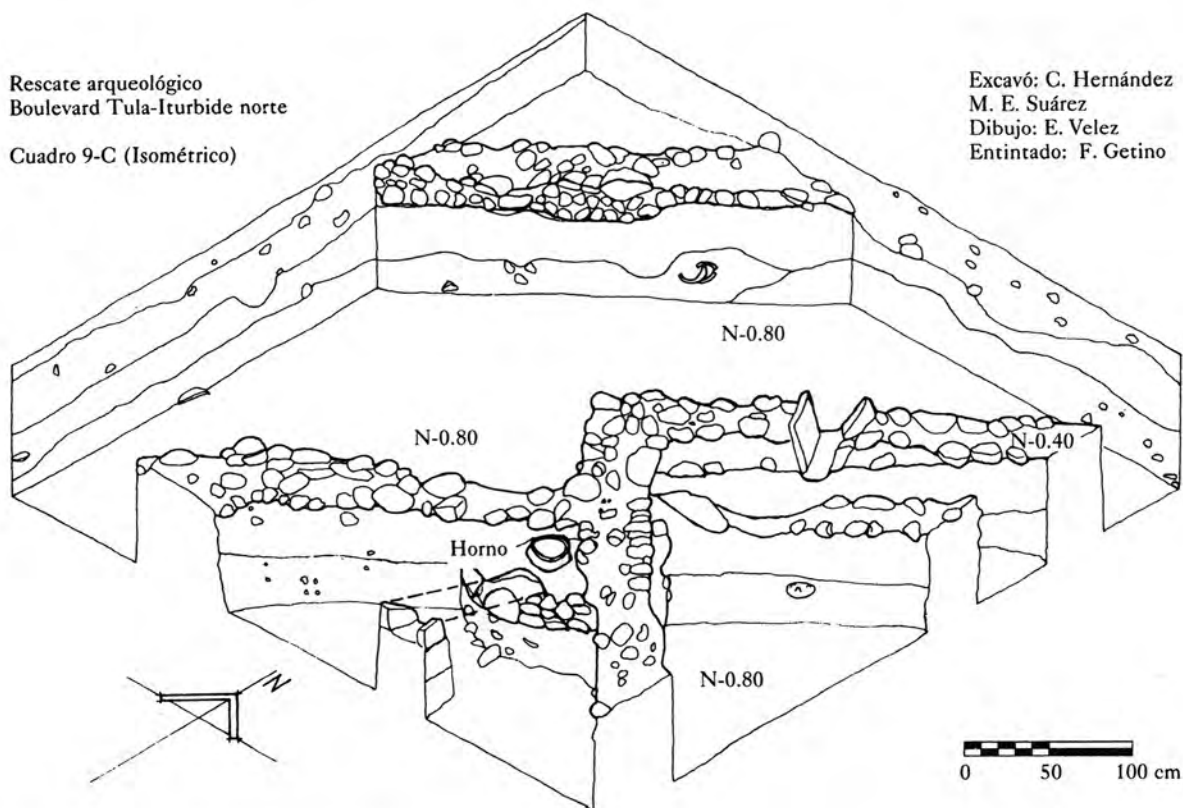 Rescate arqueológico
Boulevard Tula-Iturbide norte
Cuadro 9-C (Isométrico)
Excavó: C. Hernández
M. E. Suárez
Dibujo: E. Velez
Entintado: F. Getino
N-0.80
N-0.80
N-0.40
Horno
N-0.80
N
0 50 100 cm